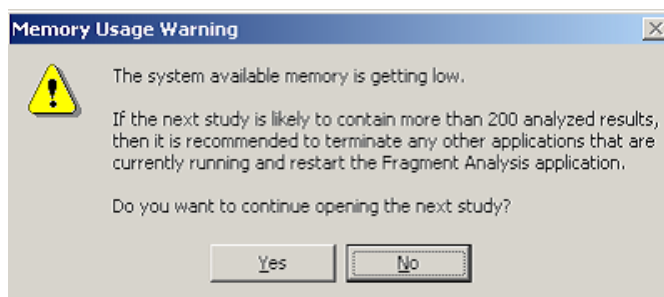 Memory Usage Warning
The system available memory is getting low.
If the next study is likely to contain more than 200 analyzed results,
then it is recommended to terminate any other applications that are
currently running and restart the Fragment Analysis application.
Do you want to continue opening the next study?
Yes
No